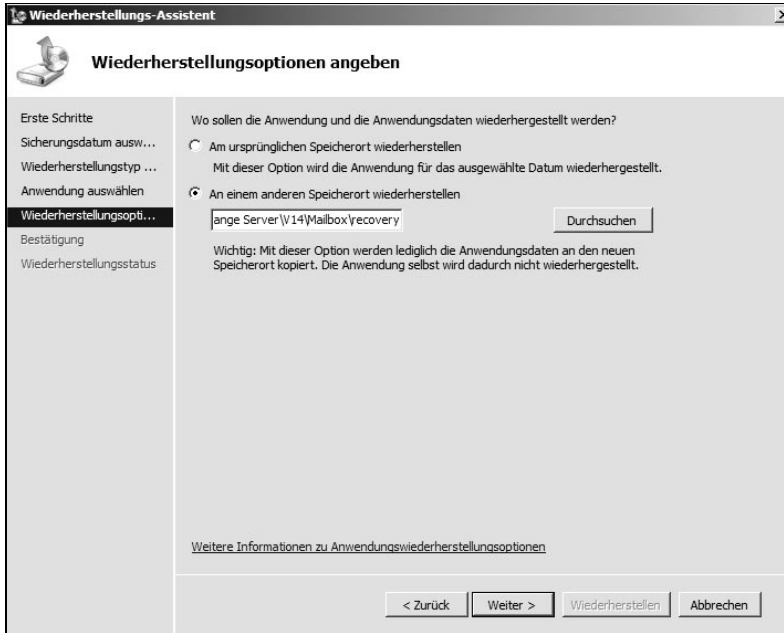 Wiederherstellungs-Assistent
Wiederherstellungsoptionen angeben
Erste Schritte
Sicherungsdatum ausw...
Wiederherstellungstyp ...
Anwendung auswählen
Wiederherstellungsopti...
Bestätigung
Wiederherstellungsstatus
Wo sollen die Anwendung und die Anwendungsdaten wiederhergestellt werden?
Am ursprünglichen Speicherort wiederherstellen
Mit dieser Option wird die Anwendung für das ausgewählte Datum wiederhergestellt.
An einem anderen Speicherort wiederherstellen
ange Server\V14\Mailbox\recovery
Durchsuchen
Wichtig: Mit dieser Option werden lediglich die Anwendungsdaten an den neuen
Speicherort kopiert. Die Anwendung selbst wird dadurch nicht wiederhergestellt.
Weitere Informationen zu Anwendungswiederherstellungsoptionen
< Zurück
Weiter >
Wiederherstellen
Abbrechen